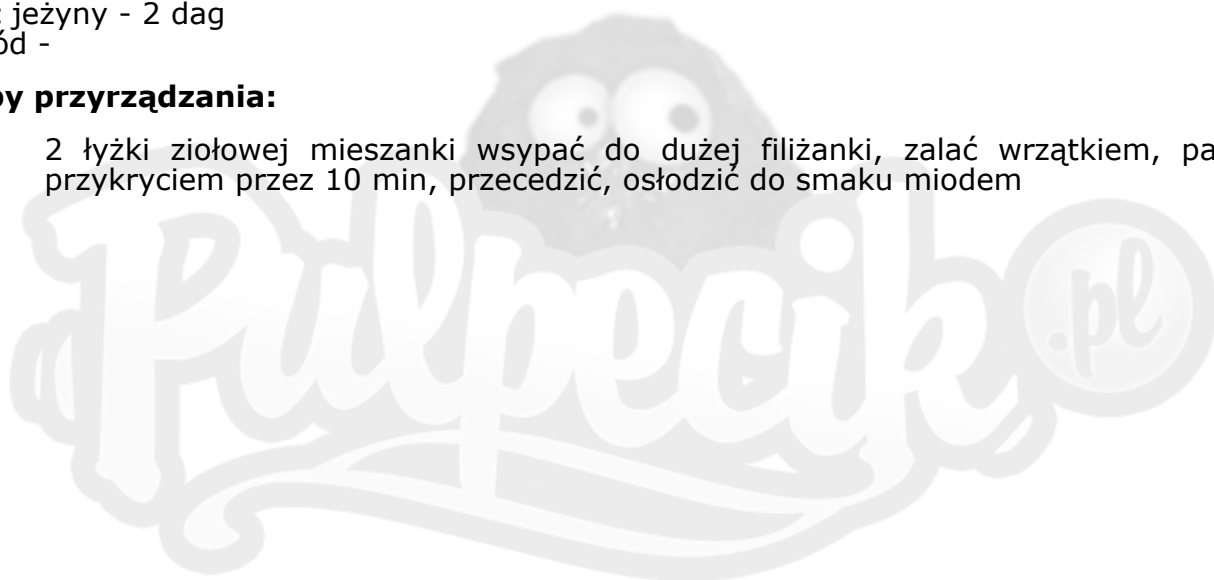 jeżyny - 2 dag
ód -
by przyrządzania:
2 łyżki ziołowej mieszanki wsypać do dużej filiżanki, zalać wrzątkiem, pa
przykryciem przez 10 min, przecedzić, osłodzić do smaku miodem
Pulpecik.pl